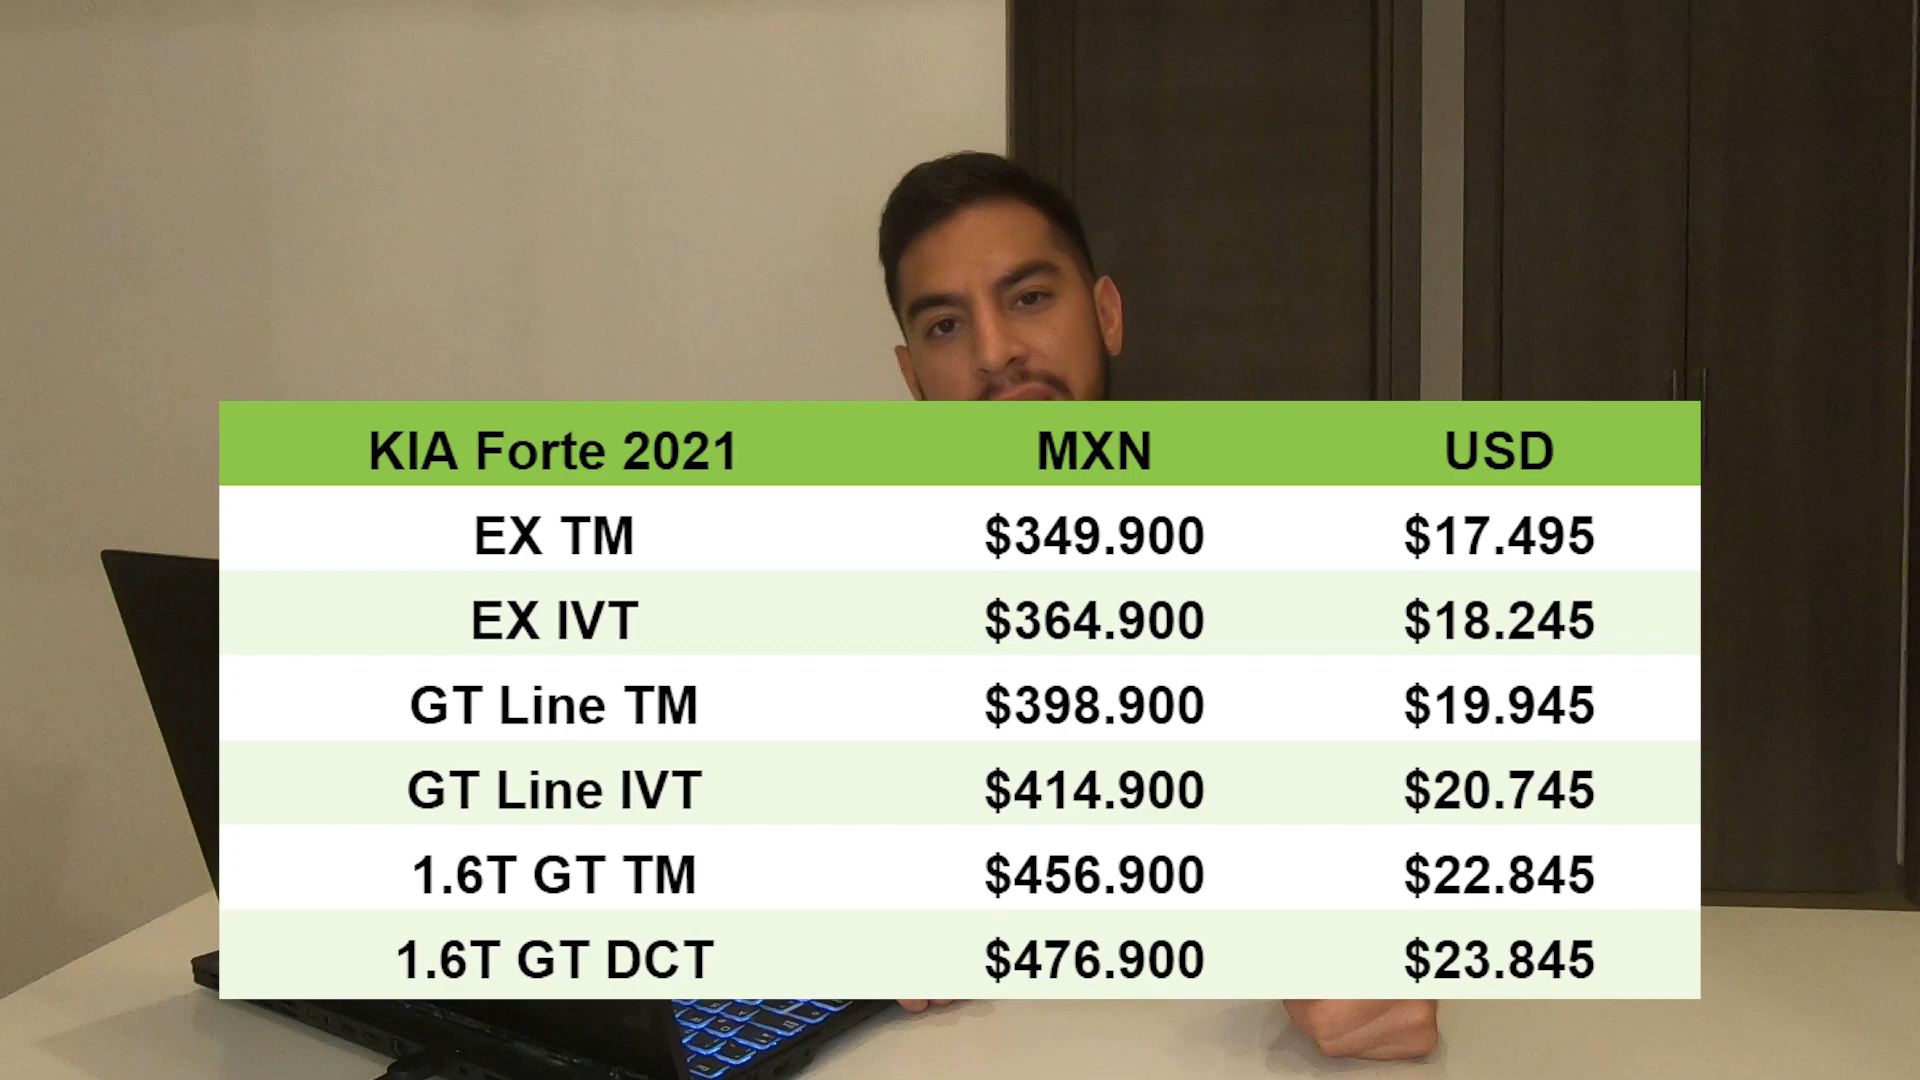 KIA Forte 2021 MXN USD
EX TM $349.900 $17.495
EX IVT $364.900 $18.245
GT Line TM $398.900 $19.945
GT Line IVT $414.900 $20.745
1.6T GT TM $456.900 $22.845
1.6T GT DCT $476.900 $23.845